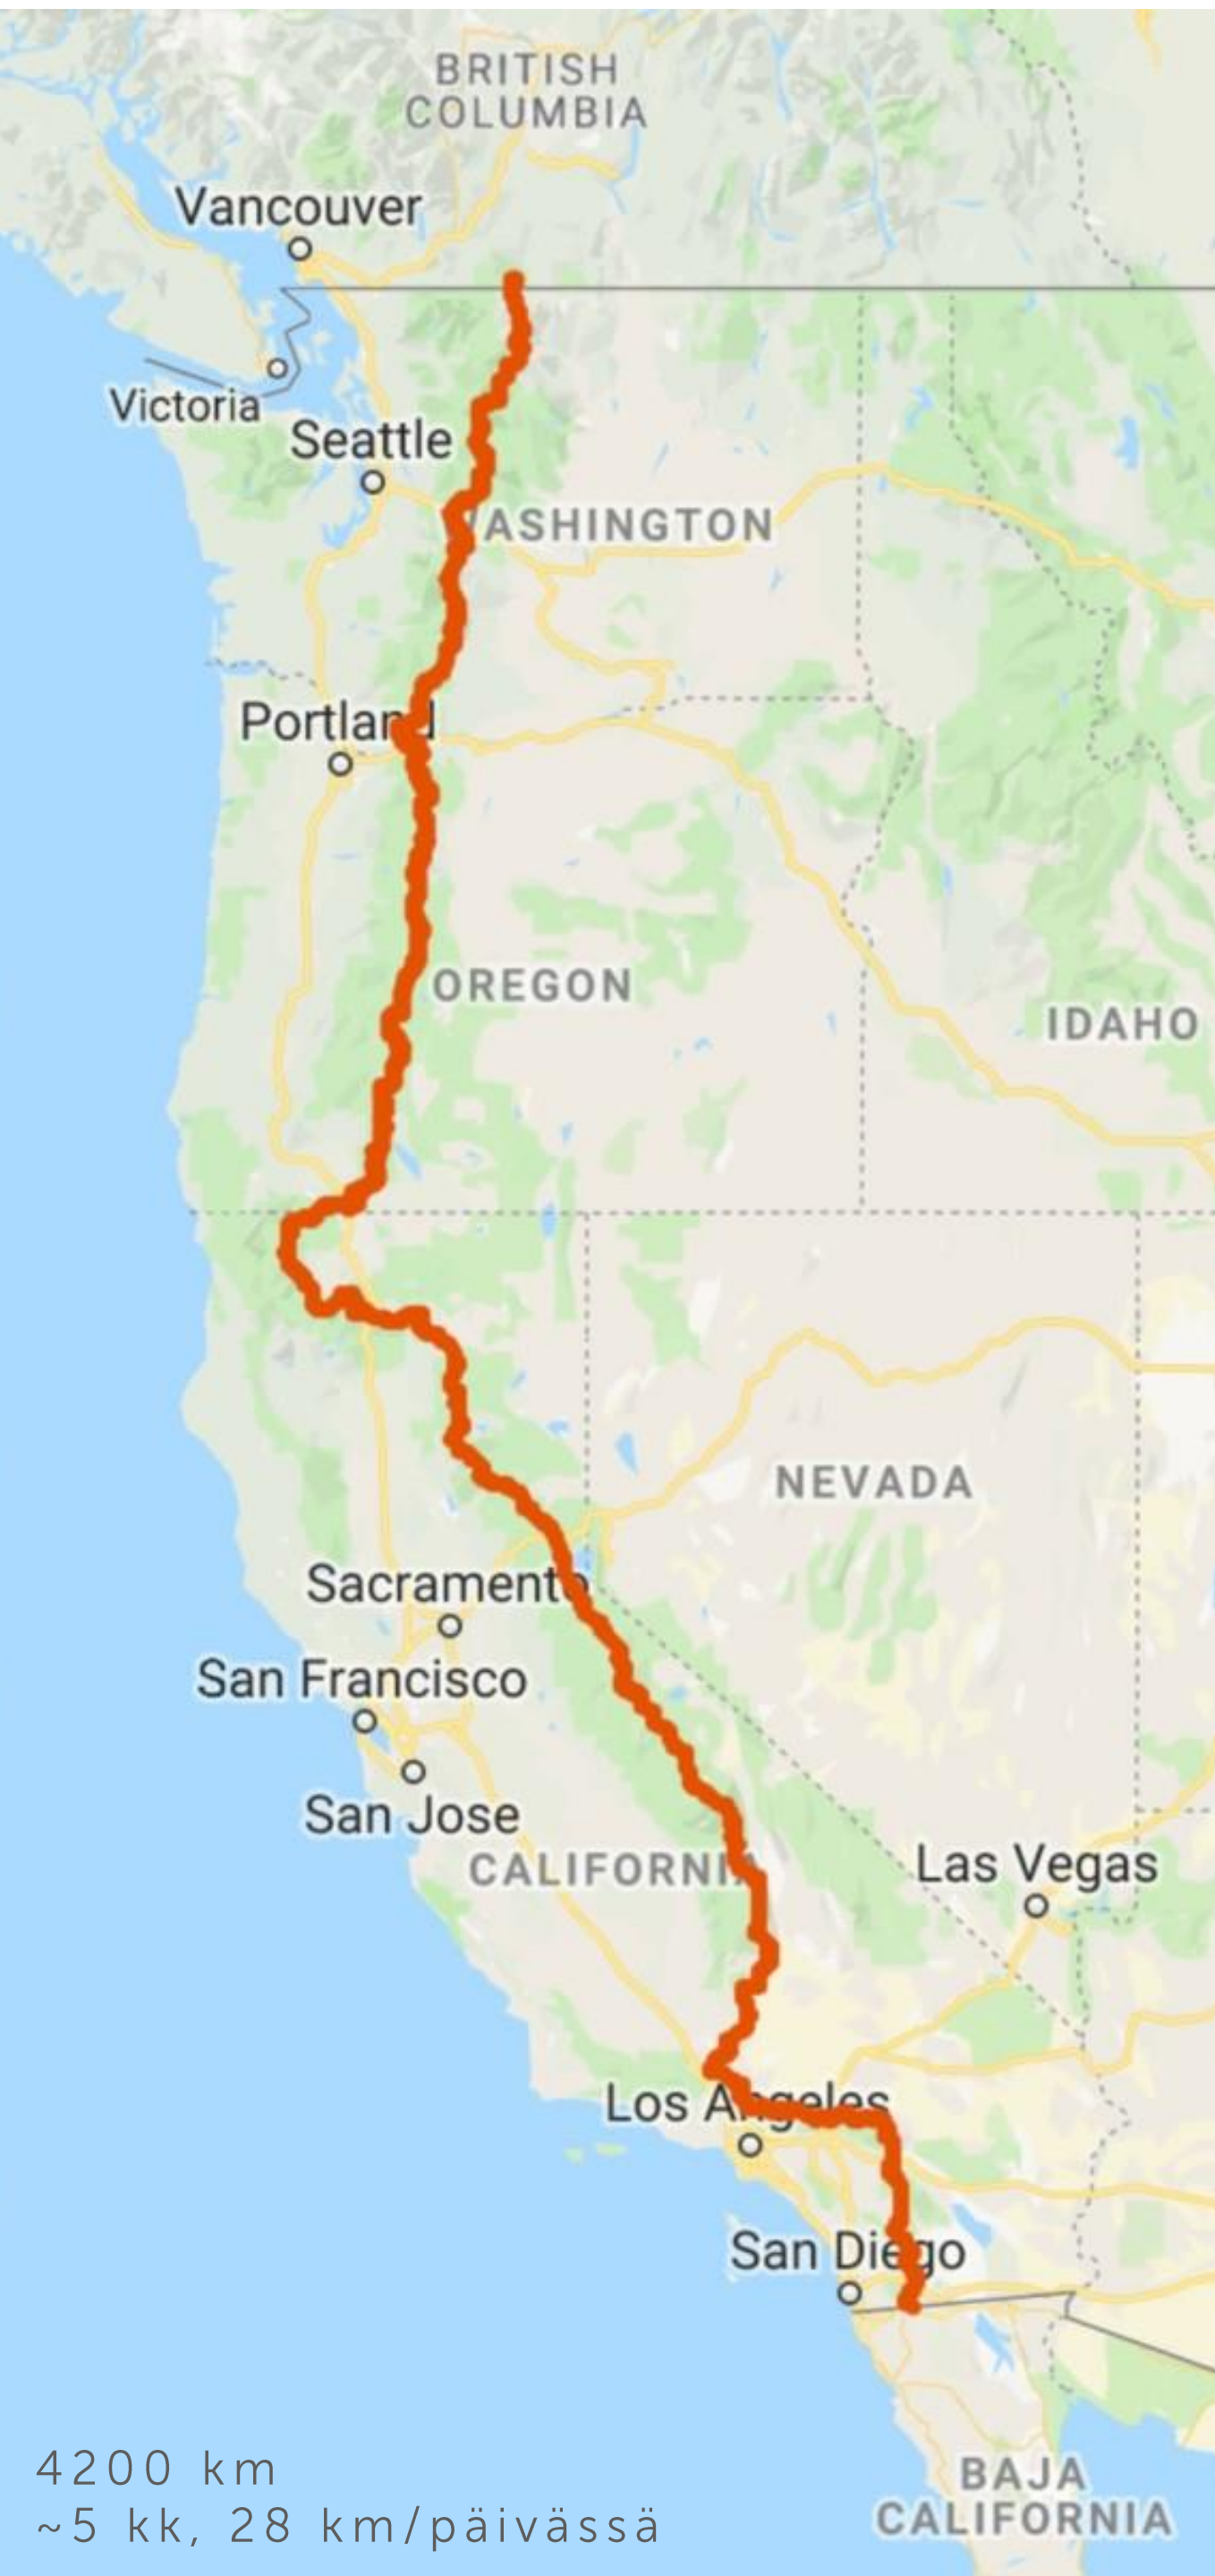 BRITISH
COLUMBIA
Vancouver
Victoria
Seattle
WASHINGTON
Portland
OREGON
IDAHO
NEVADA
Sacramento
San Francisco
San Jose
CALIFORNIA
Las Vegas
Los Angeles
San Diego
4200 km
~5 kk, 28 km/päivässä
BAJA
CALIFORNIA